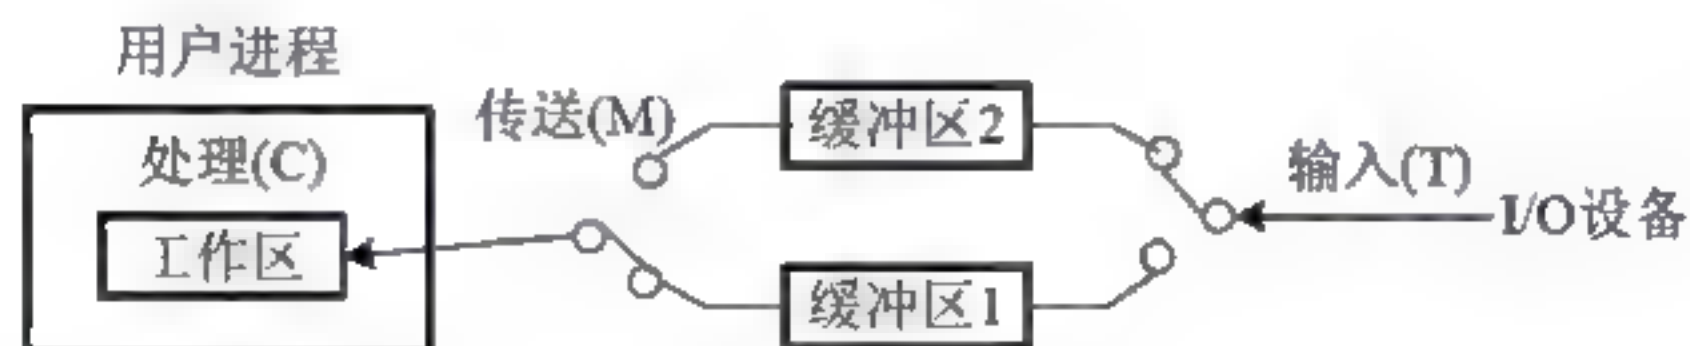 用户进程
处理(C)
工作区
传送(M)
缓冲区2
缓冲区1
输入(T)
I/O设备